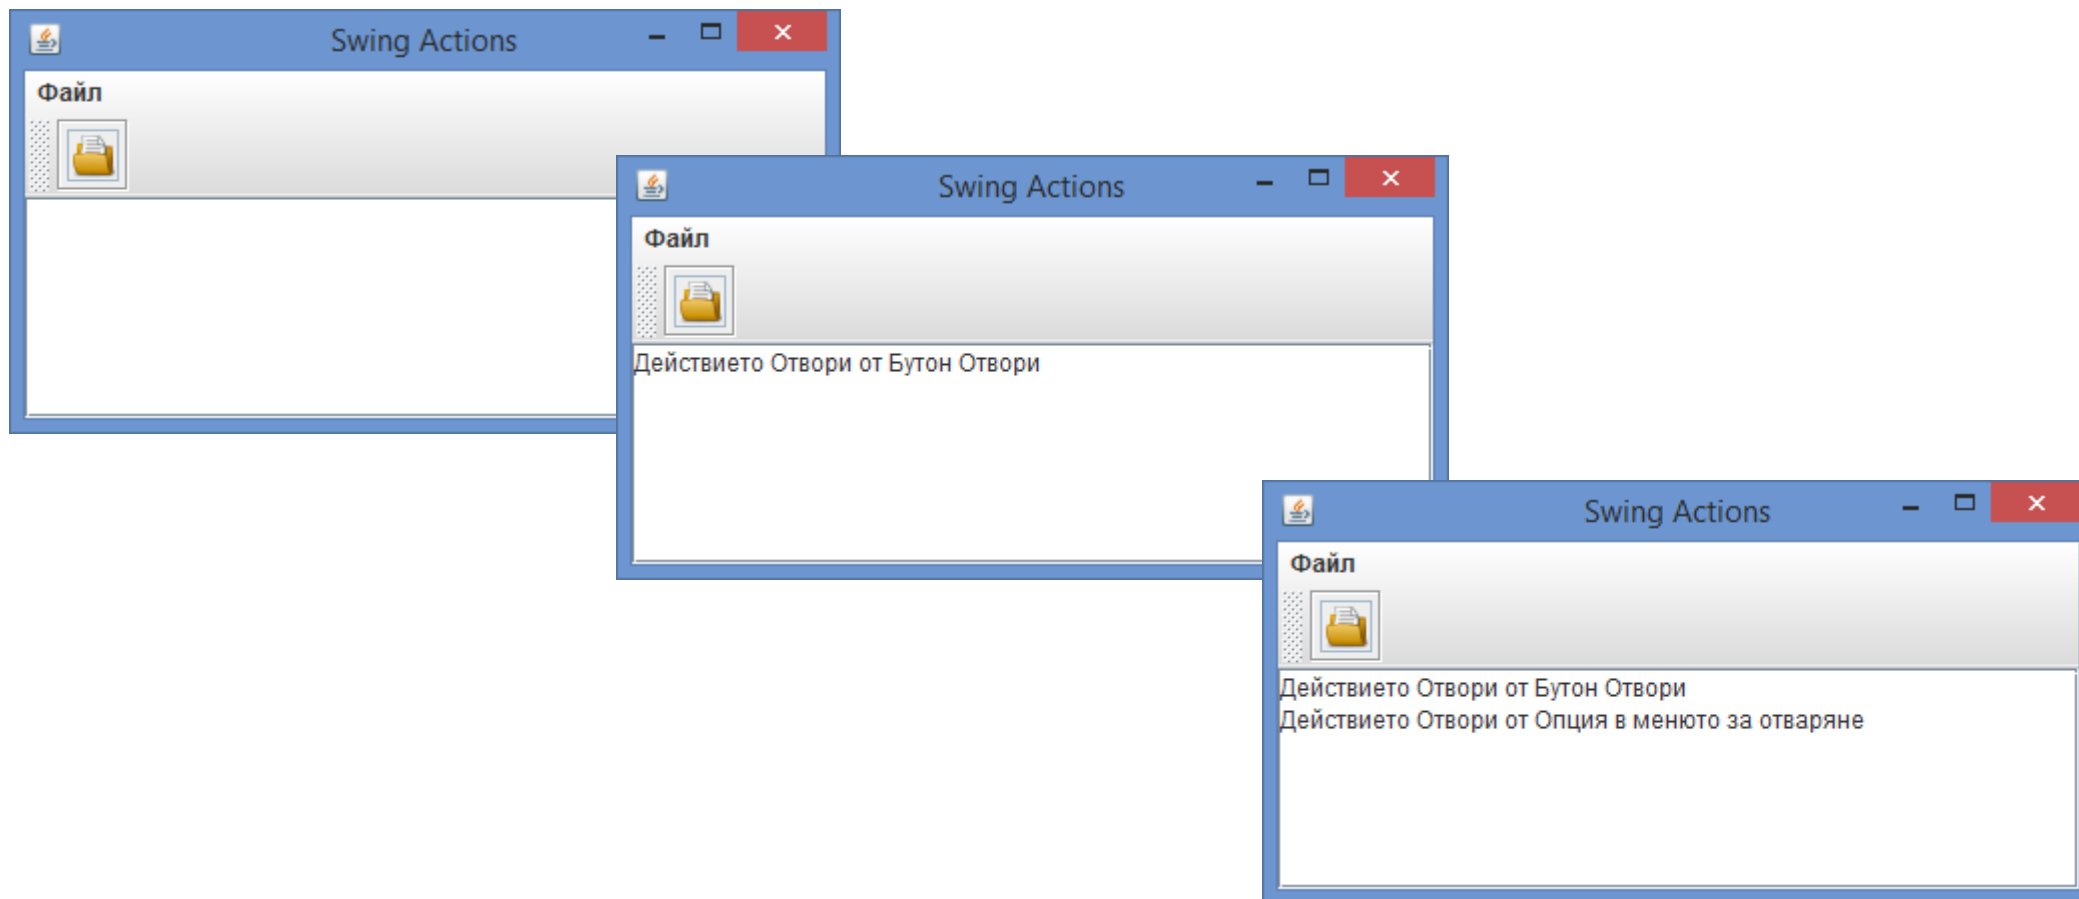 Swing Actions
Файл
Swing Actions
Файл
Действието Отвори от Бутон Отвори
Swing Actions
Файл
Действието Отвори от Бутон Отвори
Действието Отвори от Опция в менюто за отваряне